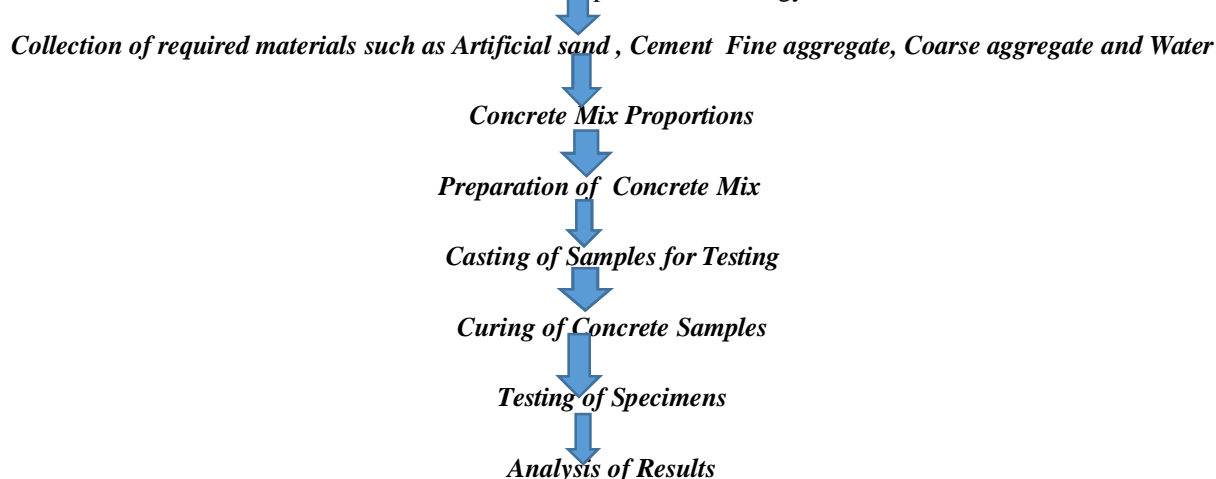 Collection of required materials such as Artificial sand , Cement  Fine aggregate, Coarse aggregate and Water
Concrete Mix Proportions
Preparation of  Concrete Mix
Casting of Samples for Testing
Curing of Concrete Samples
Testing of Specimens
Analysis of Results